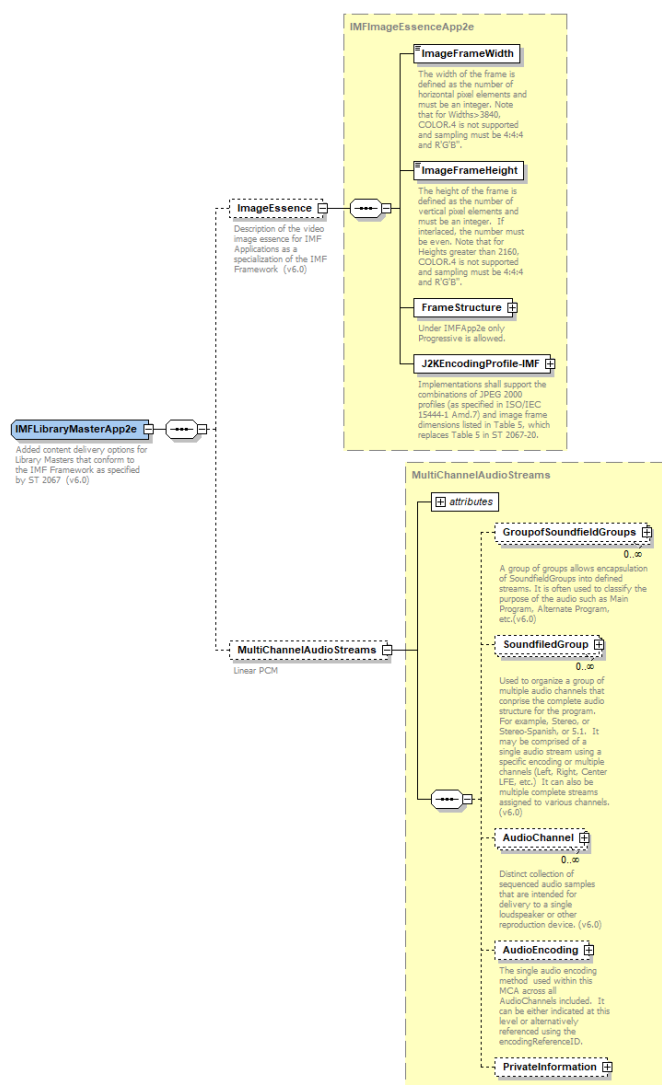 IMFImageEssenceApp2e
ImageFrameWidth
The width of the frame is
defined as the number of
horizontal pixel elements and
must be an integer. Note
that for Widths>3840,
COLOR.4 is not supported
and sampling must be 4:4:4
and R'G'B".
ImageFrameHeight
The height of the frame is
defined as the number of
vertical pixel elements and
must be an integer.  If
interlaced, the number must
be even. Note that for
Heights greater than 2160,
COLOR.4 is not supported
and sampling must be 4:4:4
and R'G'B".
ImageEssence
Description of the video
image essence for IMF
Applications as a
specialization of the IMF
Framework  (v6.0)
FrameStructure
Under IMFApp2e only
Progressive is allowed.
J2KEncodingProfile-IMF
Implementations shall support the
combinations of JPEG 2000
profiles (as specified in ISO/IEC
15444-1 Amd.7) and image frame
dimensions listed in Table 5, which
replaces Table 5 in ST 2067-20.
IMFLibraryMasterApp2e
Added content delivery options for
Library Masters that conform to
the IMF Framework as specified
by ST 2067  (v6.0)
MultiChannelAudioStreams
attributes
GroupofSoundfieldGroups
0..∞
A group of groups allows encapsulation
of SoundfieldGroups into defined
streams. It is often used to classify the
purpose of the audio such as Main
Program, Alternate Program,
etc.(v6.0)
MultiChannelAudioStreams
Linear PCM
SoundfiledGroup
0..∞
Used to organize a group of
multiple audio channels that
conprise the complete audio
structure for the program.
For example, Stereo, or
Stereo-Spanish, or 5.1.  It
may be comprised of a
single audio stream using a
specific encoding or multiple
channels (Left, Right, Center
LFE, etc.)  It can also be
multiple complete streams
assigned to various channels.
(v6.0)
AudioChannel
0..∞
Distinct collection of
sequenced audio samples
that are intended for
delivery to a single
loudspeaker or other
reproduction device. (v6.0)
AudioEncoding
The single audio encoding
method  used within this
MCA across all
AudioChannels included.  It
can be either indicated at this
level or alternatively
referenced using the
encodingReferenceID.
PrivateInformation